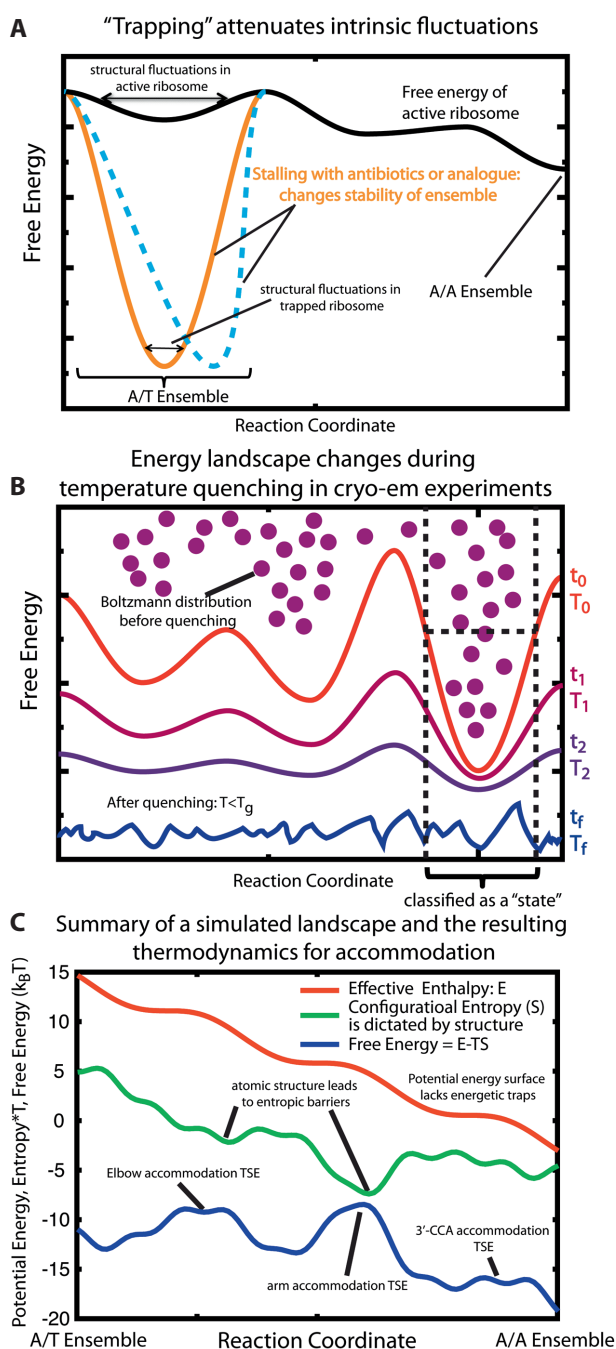 A
“Trapping” attenuates intrinsic fluctuations
structural fluctuations in
active ribosome
Free energy of
active ribosome
Stalling with antibiotics or analogue:
changes stability of ensemble
structural fluctuations in
trapped ribosome
A/A Ensemble
A/T Ensemble
Free Energy
Reaction Coordinate
B
Energy landscape changes during
temperature quenching in cryo-em experiments
Boltzmann distribution
before quenching
t0
T0
t1
T1
t2
T2
After quenching: T<Tg
tf
Tf
Free Energy
Reaction Coordinate
classified as a “state”
C
Summary of a simulated landscape and the resulting
thermodynamics for accommodation
Potential Energy, Entropy*T, Free Energy (kBT)
15
10
5
0
-5
-10
-15
-20
Effective Enthalpy: E
Configuratioal Entropy (S)
is dictated by structure
Free Energy = E-TS
atomic structure leads
to entropic barriers
Potential energy surface
lacks energetic traps
Elbow accommodation TSE
3′-CCA accommodation
TSE
arm accommodation TSE
A/T Ensemble
Reaction Coordinate
A/A Ensemble